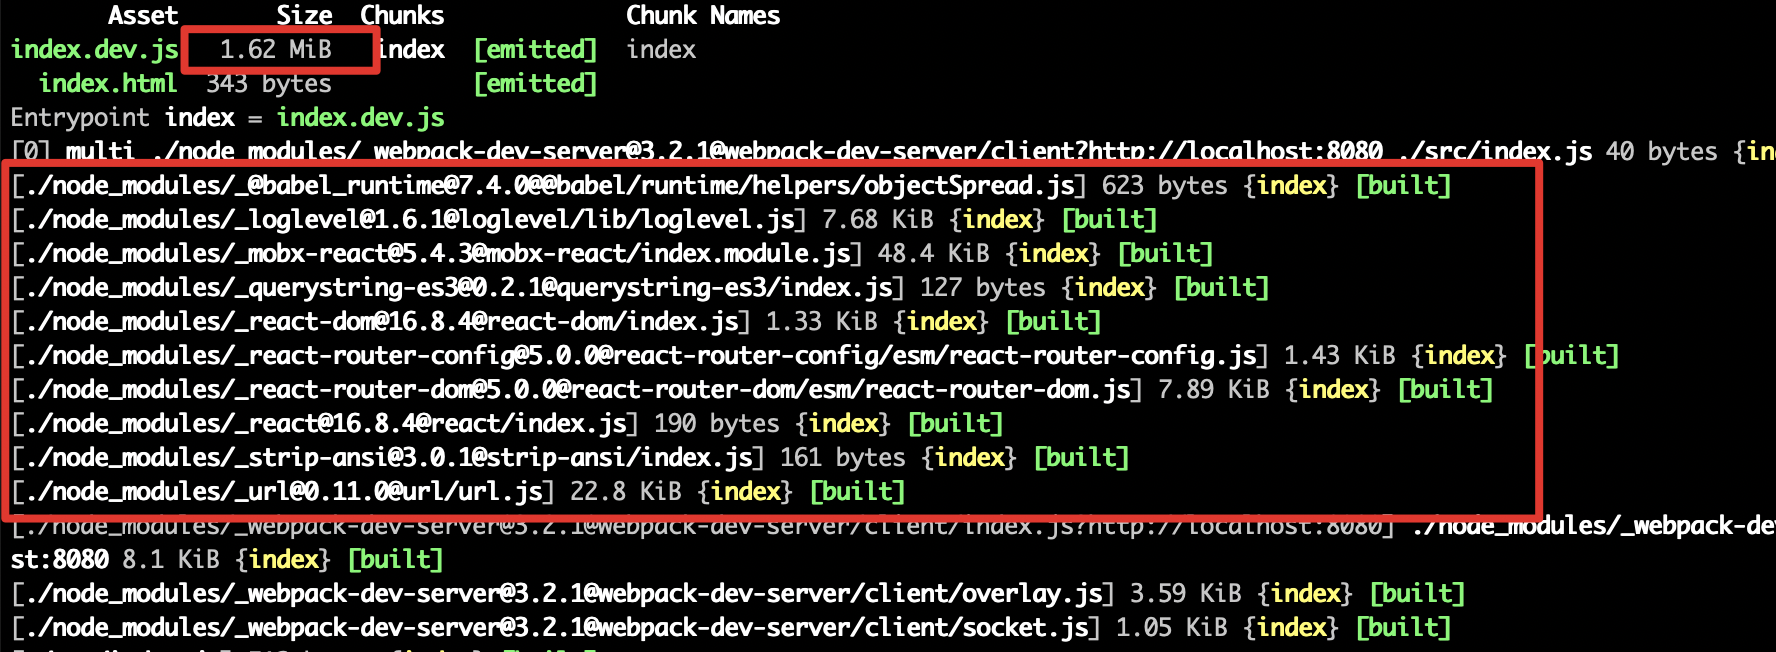 Asset Size Chunks Chunk Names
index.dev.js 1.62 MiB index [emitted] index
index.html 343 bytes [emitted]
Entrypoint index = index.dev.js
[0] multi ./node_modules/_webpack-dev-server@3.2.1@webpack-dev-server/client?http://localhost:8080 ./src/index.js 40 bytes {in
[./node_modules/_@babel_runtime@7.4.0@@babel/runtime/helpers/objectSpread.js] 623 bytes {index} [built]
[./node_modules/_loglevel@1.6.1@loglevel/lib/loglevel.js] 7.68 KiB {index} [built]
[./node_modules/_mobx-react@5.4.3@mobx-react/index.module.js] 48.4 KiB {index} [built]
[./node_modules/_querystring-es3@0.2.1@querystring-es3/index.js] 127 bytes {index} [built]
[./node_modules/_react-dom@16.8.4@react-dom/index.js] 1.33 KiB {index} [built]
[./node_modules/_react-router-config@5.0.0@react-router-config/esm/react-router-config.js] 1.43 KiB {index} [built]
[./node_modules/_react-router-dom@5.0.0@react-router-dom/esm/react-router-dom.js] 7.89 KiB {index} [built]
[./node_modules/_react@16.8.4@react/index.js] 190 bytes {index} [built]
[./node_modules/_strip-ansi@3.0.1@strip-ansi/index.js] 161 bytes {index} [built]
[./node_modules/_url@0.11.0@url/url.js] 22.8 KiB {index} [built]
[./node_modules/_webpack-dev-server@3.2.1@webpack-dev-server/client/index.js?http://localhost:8080] ./node_modules/_webpack-de
st:8080 8.1 KiB {index} [built]
[./node_modules/_webpack-dev-server@3.2.1@webpack-dev-server/client/overlay.js] 3.59 KiB {index} [built]
[./node_modules/_webpack-dev-server@3.2.1@webpack-dev-server/client/socket.js] 1.05 KiB {index} [built]